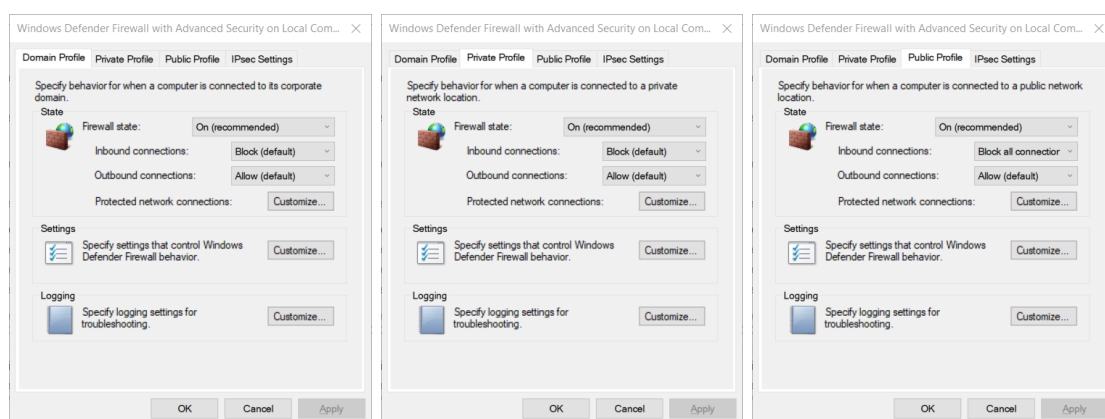 Windows Defender Firewall with Advanced Security on Local Com...
Domain Profile Private Profile Public Profile IPsec Settings
Specify behavior for when a computer is connected to its corporate
domain.
State
Firewall state: On (recommended)
Inbound connections: Block (default)
Outbound connections: Allow (default)
Protected network connections: Customize...
Settings
Specify settings that control Windows
Defender Firewall behavior.
Customize...
Logging
Specify logging settings for
troubleshooting.
Customize...
OK Cancel Apply
Windows Defender Firewall with Advanced Security on Local Com...
Domain Profile Private Profile Public Profile IPsec Settings
Specify behavior for when a computer is connected to a private
network location.
State
Firewall state: On (recommended)
Inbound connections: Block (default)
Outbound connections: Allow (default)
Protected network connections: Customize...
Settings
Specify settings that control Windows
Defender Firewall behavior.
Customize...
Logging
Specify logging settings for
troubleshooting.
Customize...
OK Cancel Apply
Windows Defender Firewall with Advanced Security on Local Com...
Domain Profile Private Profile Public Profile IPsec Settings
Specify behavior for when a computer is connected to a public network
location.
State
Firewall state: On (recommended)
Inbound connections: Block all connection
Outbound connections: Allow (default)
Protected network connections: Customize...
Settings
Specify settings that control Windows
Defender Firewall behavior.
Customize...
Logging
Specify logging settings for
troubleshooting.
Customize...
OK Cancel Apply